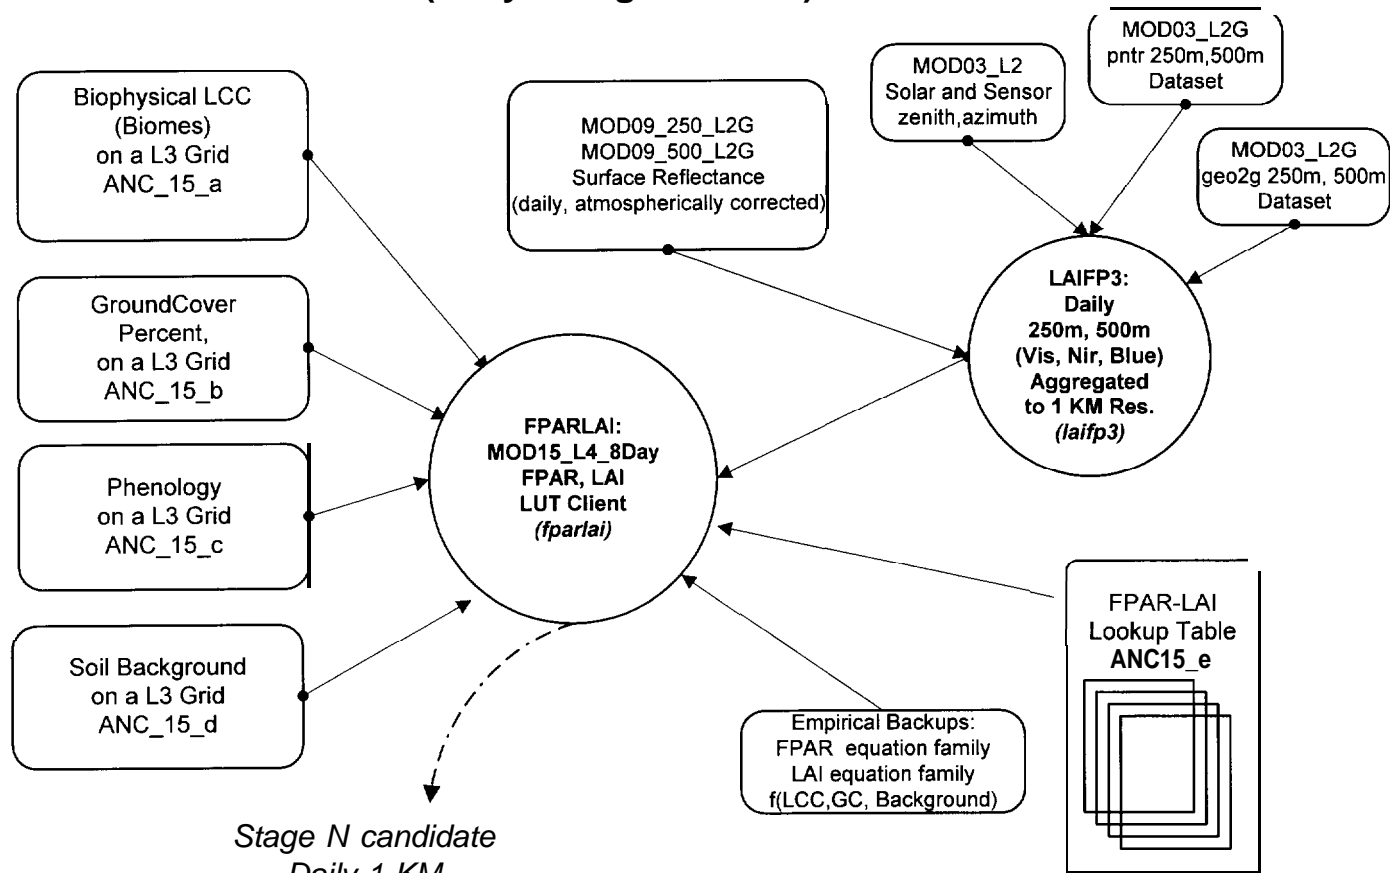 MOD03_L2G
pntr 250m,500m
Dataset
MOD03_L2
Solar and Sensor
zenith,azimuth
MOD03_L2G
geo2g 250m, 500m
Dataset
Biophysical LCC
(Biomes)
on a L3 Grid
ANC_15_a
MOD09_250_L2G
MOD09_500_L2G
Surface Reflectance
(daily, atmospherically corrected)
GroundCover
Percent,
on a L3 Grid
ANC_15_b
LAIFP3:
Daily
250m, 500m
(Vis, Nir, Blue)
Aggregated
to 1 KM Res.
(laifp3)
FPARLAI:
MOD15_L4_8Day
FPAR, LAI
LUT Client
(fparlai)
Phenology
on a L3 Grid
ANC_15_c
Soil Background
on a L3 Grid
ANC_15_d
FPAR-LAI
Lookup Table
ANC15_e
Empirical Backups:
FPAR equation family
LAI equation family
f(LCC,GC, Background)
Stage N candidate
Daily 1 KM